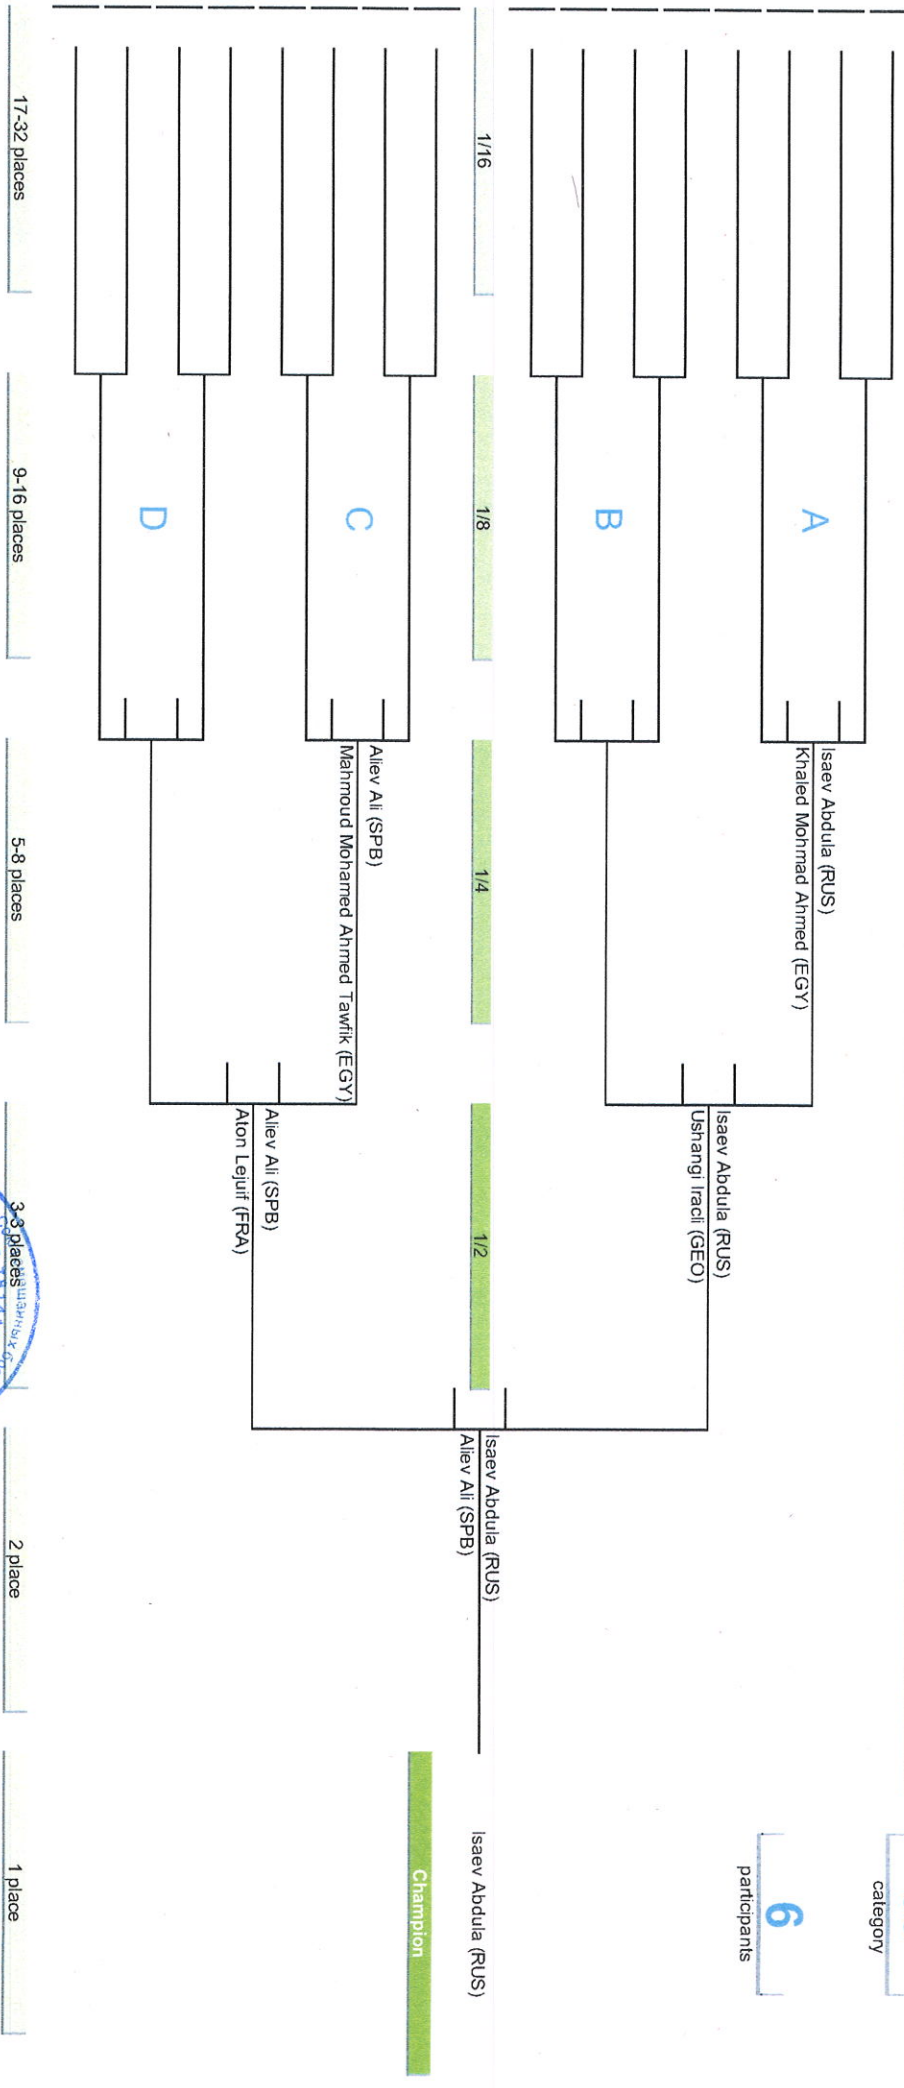 category
6
participants
A
Isaev Abdula (RUS)
Khaled Mohmad Ahmed (EGY)
Isaev Abdula (RUS)
Ushangi Iracli (GEO)
B
1/16
1/8
1/4
1/2
Isaev Abdula (RUS)
Aliev Ali (SPB)
Isaev Abdula (RUS)
Champion
C
Aliev Ali (SPB)
Mahmoud Mohamed Ahmed Tawfik (EGY)
Aliev Ali (SPB)
Aton Lejuif (FRA)
D
17-32 places
9-16 places
5-8 places
3-3 places
2 place
1 place